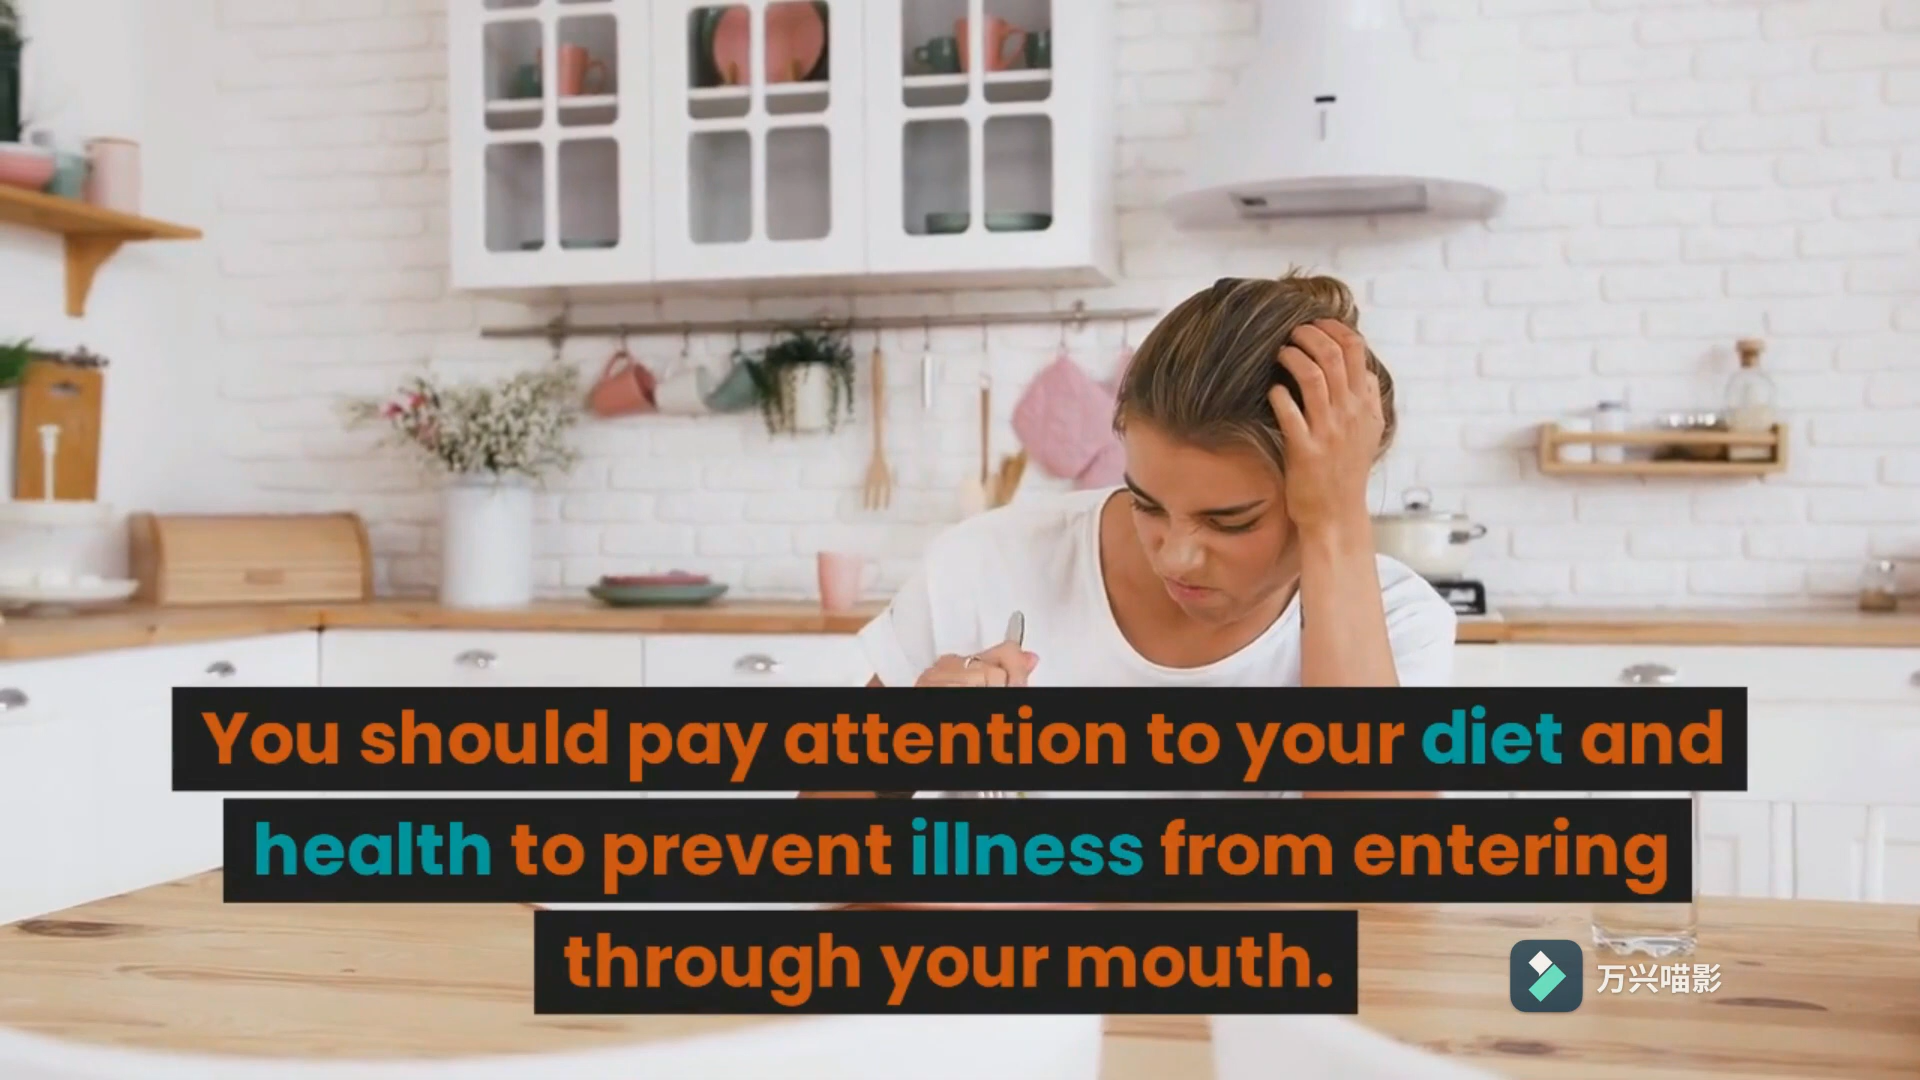 You should pay attention to your diet and
health to prevent illness from entering
through your mouth.
万兴喵影